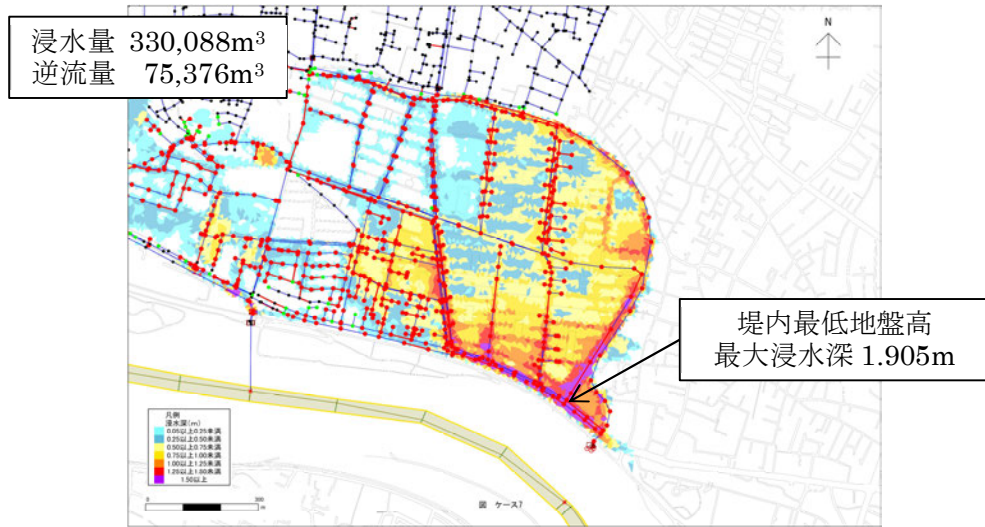 浸水量 330,088m³
逆流量 75,376m³
N
堤内最低地盤高
最大浸水深 1.905m
凡例
浸水深(m)
0.05以上0.25未満
0.25以上0.50未満
0.50以上0.75未満
0.75以上1.00未満
1.00以上1.25未満
1.25以上1.50未満
1.50以上
0 300
m
図 ケース7